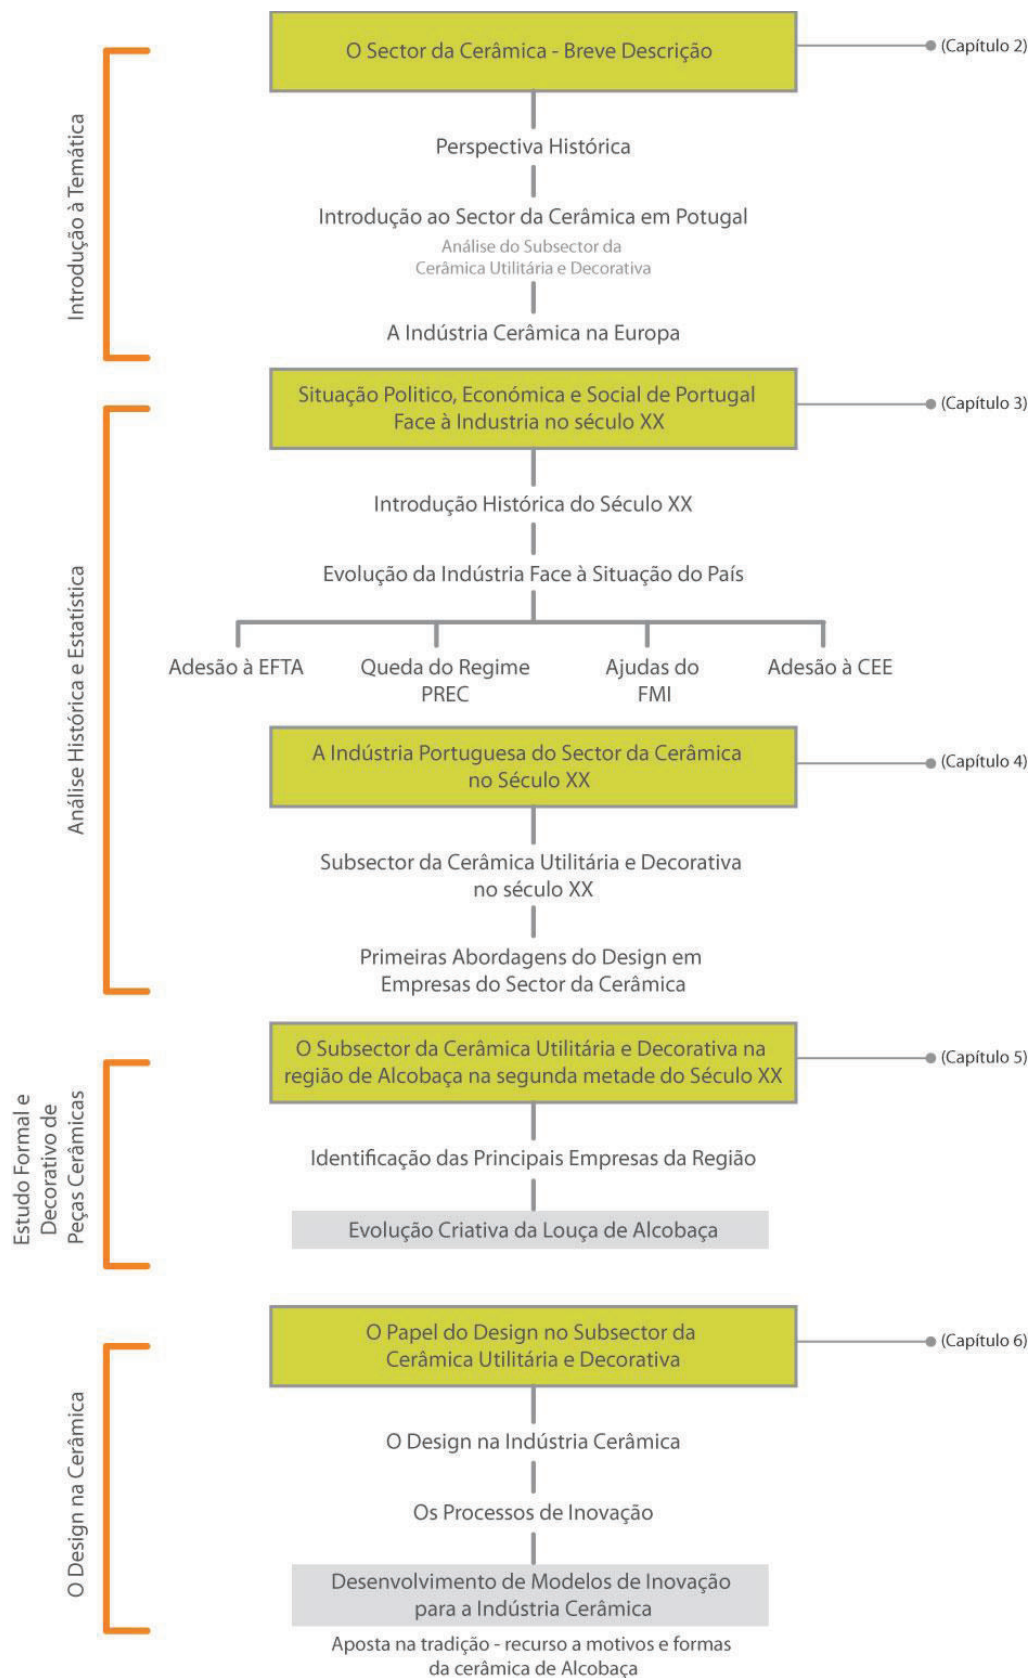 O Sector da Cerâmica - Breve Descrição
(Capítulo 2)
Introdução à Temática
Perspectiva Histórica
Introdução ao Sector da Cerâmica em Potugal
Análise do Subsector da
Cerâmica Utilitária e Decorativa
A Indústria Cerâmica na Europa
Situação Politico, Económica e Social de Portugal
Face à Industria no século XX
(Capítulo 3)
Análise Histórica e Estatística
Introdução Histórica do Século XX
Evolução da Indústria Face à Situação do País
Adesão à EFTA
Queda do Regime
PREC
Ajudas do
FMI
Adesão à CEE
A Indústria Portuguesa do Sector da Cerâmica
no Século XX
(Capítulo 4)
Subsector da Cerâmica Utilitária e Decorativa
no século XX
Primeiras Abordagens do Design em
Empresas do Sector da Cerâmica
O Subsector da Cerâmica Utilitária e Decorativa na
região de Alcobaça na segunda metade do Século XX
(Capítulo 5)
Estudo Formal e
Decorativo de
Peças Cerâmicas
Identificação das Principais Empresas da Região
Evolução Criativa da Louça de Alcobaça
O Papel do Design no Subsector da
Cerâmica Utilitária e Decorativa
(Capítulo 6)
O Design na Cerâmica
O Design na Indústria Cerâmica
Os Processos de Inovação
Desenvolvimento de Modelos de Inovação
para a Indústria Cerâmica
Aposta na tradição - recurso a motivos e formas
da cerâmica de Alcobaça